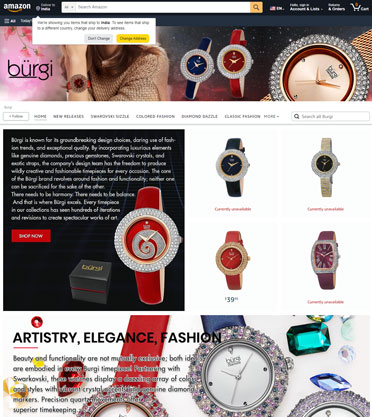 amazon
Deliver to
India
All
Search Amazon
EN
Hello, sign in
Account & Lists
Returns
& Orders
Cart
All
Today's
We're showing you items that ship to India. To see items that ship
to a different country, change your delivery address.
Don't Change
Change Address
bürgi
Burgi
+ Follow
HOME
NEW RELEASES
SWAROVSKI SIZZLE
COLORED FASHION
DIAMOND DAZZLE
CLASSIC FASHION
MORE
Search all Burgi
Bürgi is known for its groundbreaking design choices, daring use of fash-
ion trends, and exceptional quality. By incorporating luxurious elements
like genuine diamonds, precious gemstones, Swarovski crystals, and
exotic straps, the company's design team has the freedom to produce
wildly creative and fashionable timepieces for every occasion. The core
of the Bürgi brand revolves around fashion and functionality; neither one
can be sacrificed for the sake of the other.
There needs to be harmony. There needs to be balance.
And that is where Bürgi excels. Every timepiece
in our collections has seen hundreds of iterations
and revisions to create spectacular works of art.
SHOP NOW
bürgi
Currently unavailable
Currently unavailable
$39
Currently unavailable
ARTISTRY, ELEGANCE, FASHION
Beauty and functionality are not mutually exclusive; both ide
are embodied in every Burgi timepiece. Partnering with
Swarovski, these watches display a dazzling array of colo
and styles with vibrant crystal accents and genuine diamond
markers. Precision quartz movements ensure
superior timekeeping
bürgi